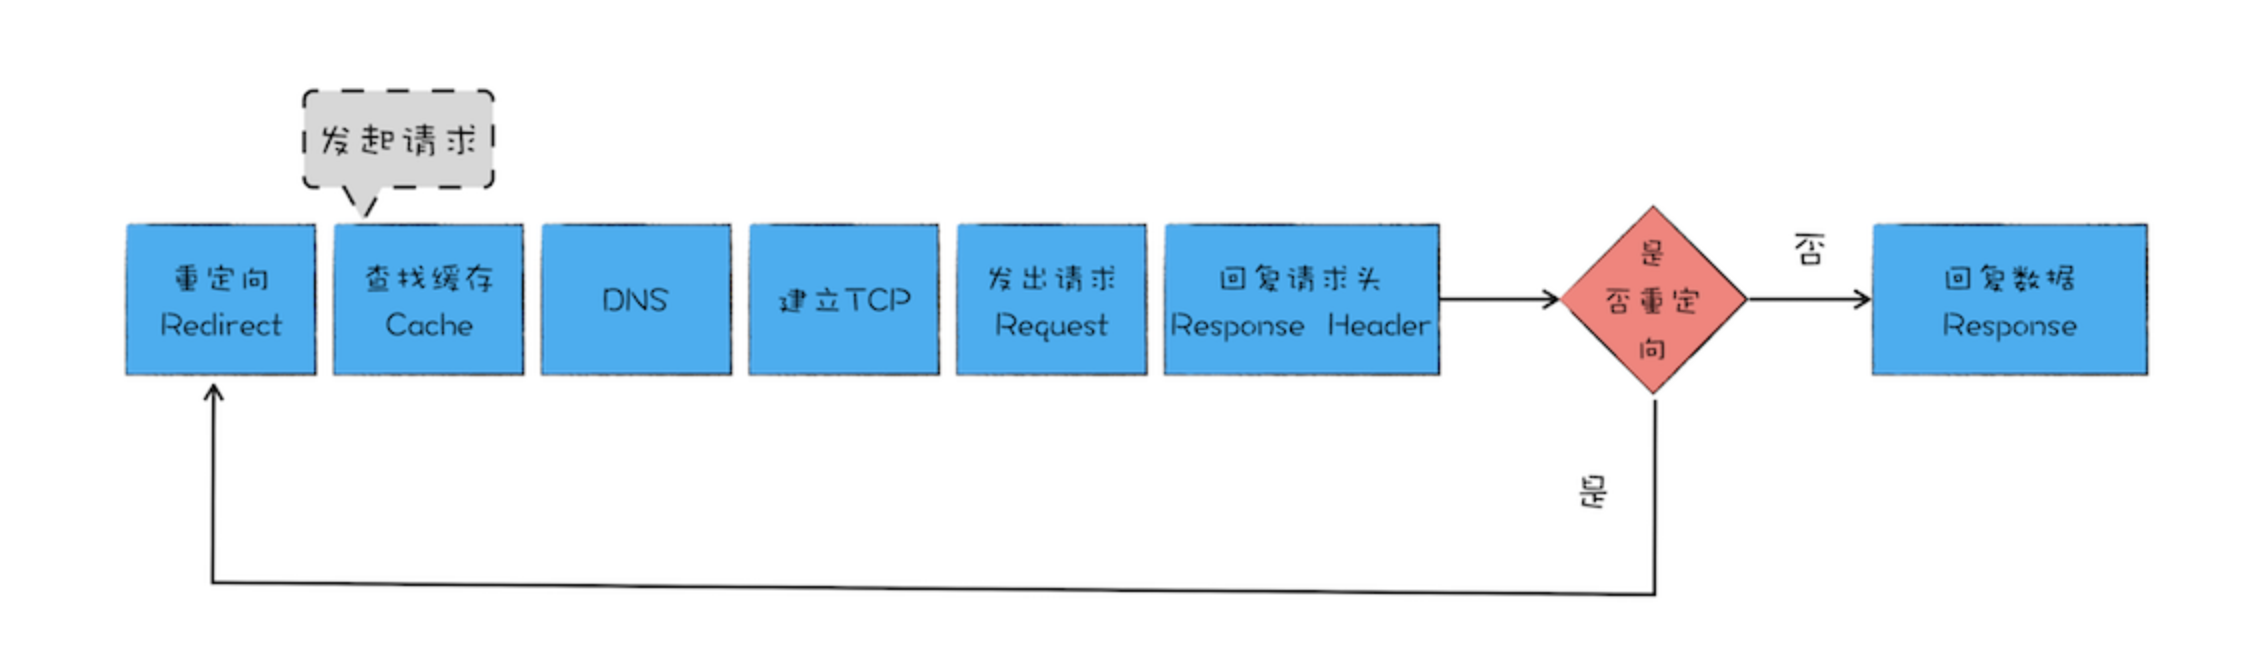 发起请求
重定向
Redirect
查找缓存
Cache
DNS
建立TCP
发出请求
Request
回复请求头
Response Header
是
否重定
向
否
回复数据
Response
是